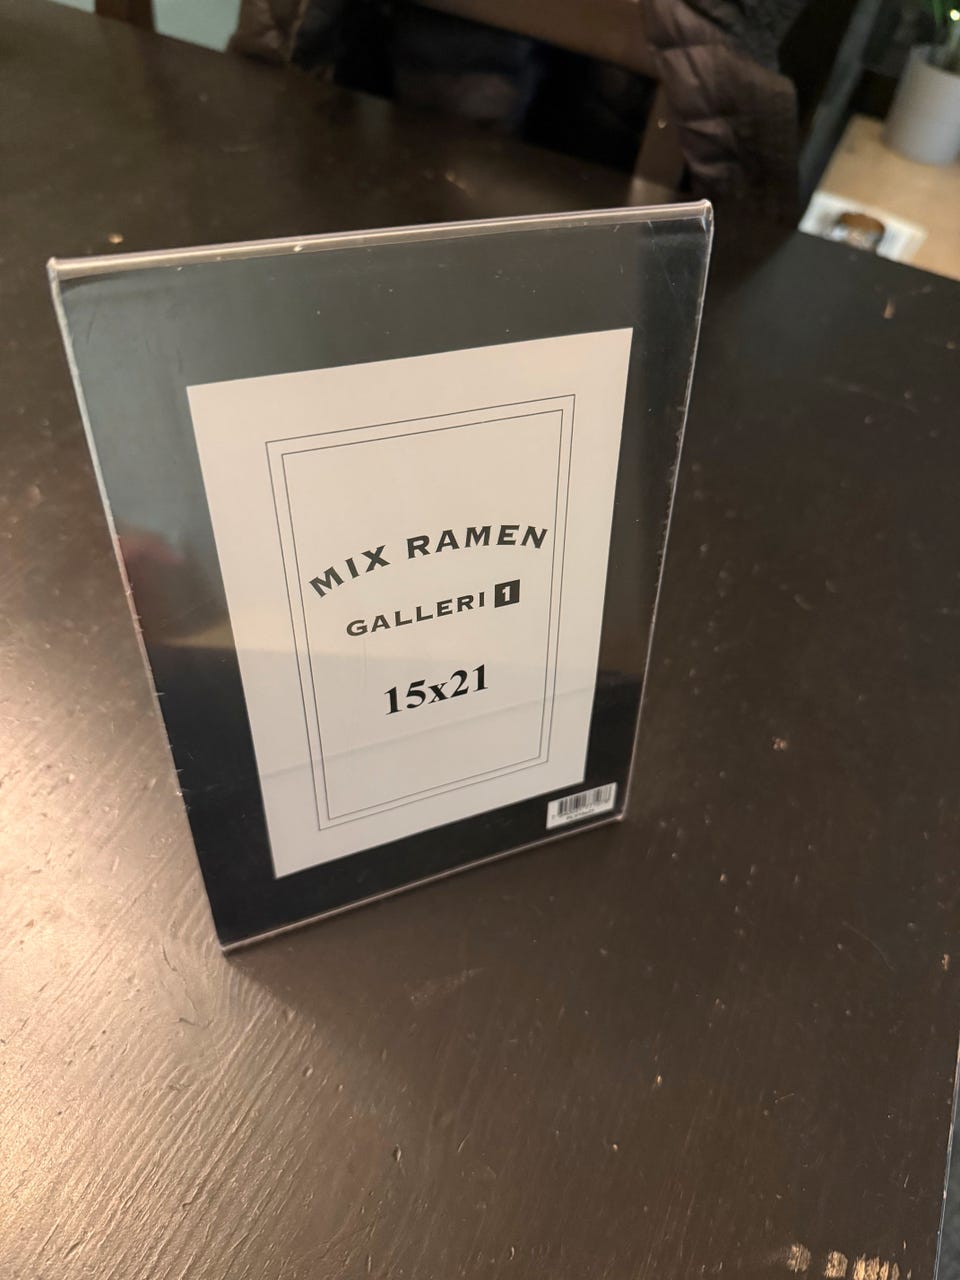 MIX RAMEN
GALLERI 1
15x21